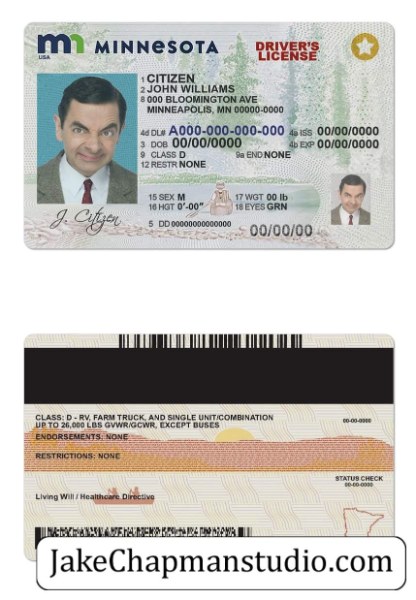 mn MINNESOTA DRIVER'S
USA LICENSE
1 CITIZEN
2 JOHN WILLIAMS
8 000 BLOOMINGTON AVE
MINNEAPOLIS, MN 00000-0000
4d DL# A000-000-000-000 4a ISS 00/00/0000
3 DOB 00/00/0000 4b EXP 00/00/0000
9 CLASS D 9a END NONE
12 RESTR NONE
15 SEX M 17 WGT 00 lb
16 HGT 0'-00" 18 EYES GRN
J. Citizen
5 DD 00000000000000 00/00/00
CLASS: D - RV, FARM TRUCK, AND SINGLE UNIT/COMBINATION 00-00-0000
UP TO 26,000 LBS GVWR/GCWR, EXCEPT BUSES
ENDORSEMENTS: NONE
RESTRICTIONS: NONE
STATUS CHECK
00-00-0000
Living Will / Healthcare Directive
JakeChapmanstudio.com